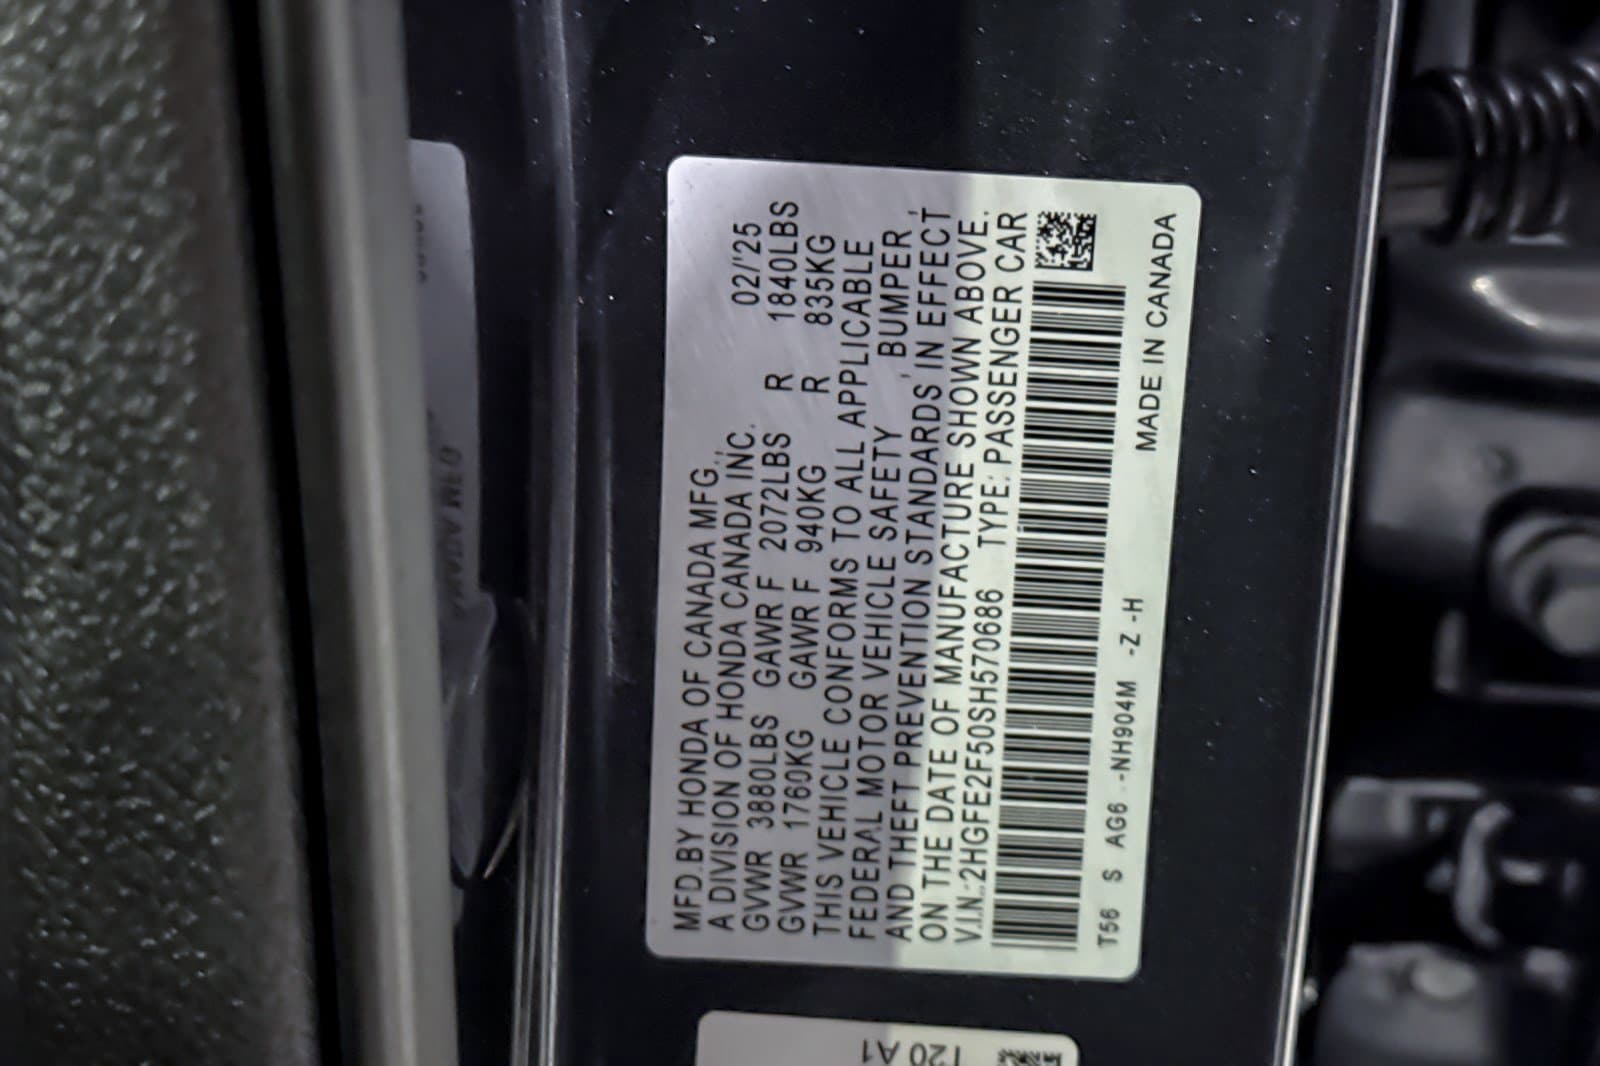 MFD.BY HONDA OF CANADA MFG.,
A DIVISION OF HONDA CANADA INC. 02/'25
GVWR 3880LBS GAWR F 2072LBS R 1840LBS
GVWR 1760KG GAWR F 940KG R 835KG
THIS VEHICLE CONFORMS TO ALL APPLICABLE
FEDERAL MOTOR VEHICLE SAFETY, BUMPER,
AND THEFT PREVENTION STANDARDS IN EFFECT
ON THE DATE OF MANUFACTURE SHOWN ABOVE.
V.I.N.:2HGFE2F50SH570686 TYPE: PASSENGER CAR
T56 S AG6 -NH904M -Z -H MADE IN CANADA
T20 A1